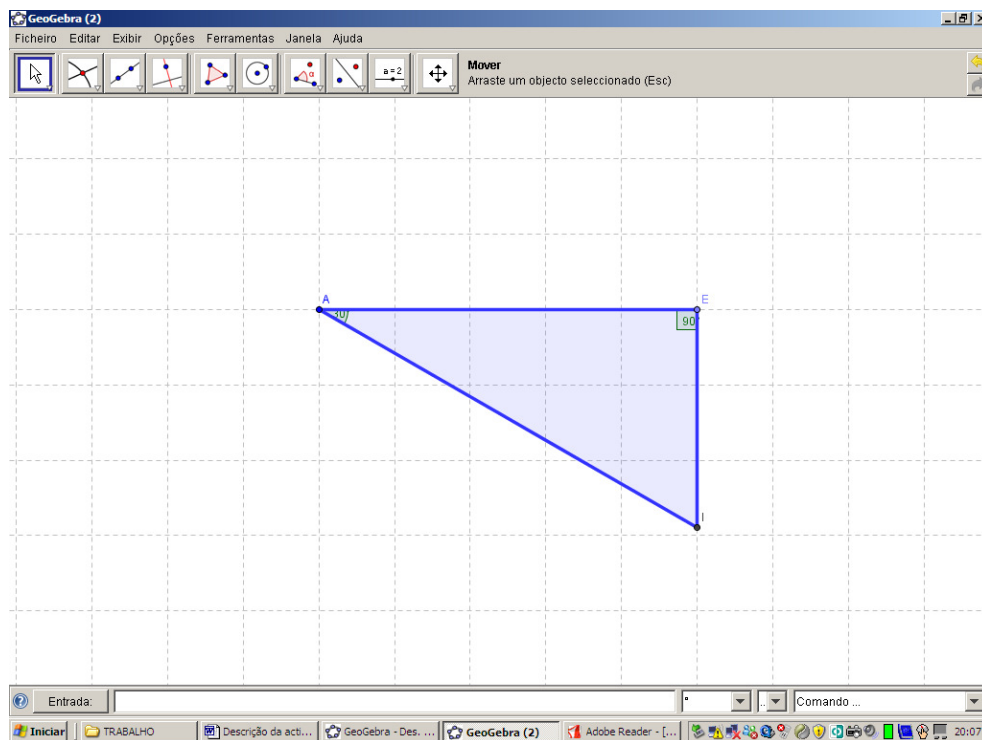 GeoGebra (2)
Ficheiro Editar Exibir Opções Ferramentas Janela Ajuda
a=2
Mover
Arraste um objecto seleccionado (Esc)
A
30
E
90
I
Entrada:
°
..
Comando ...
Iniciar
TRABALHO
Descrição da acti...
GeoGebra - Des. ...
GeoGebra (2)
Adobe Reader - [...
20:07